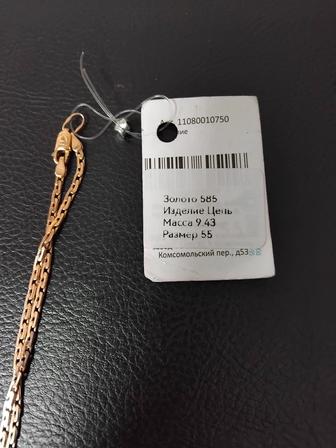 11080010750
Золото 585
Изделие Цепь
Масса 9.43
Размер 55
Комсомольский пер., д53